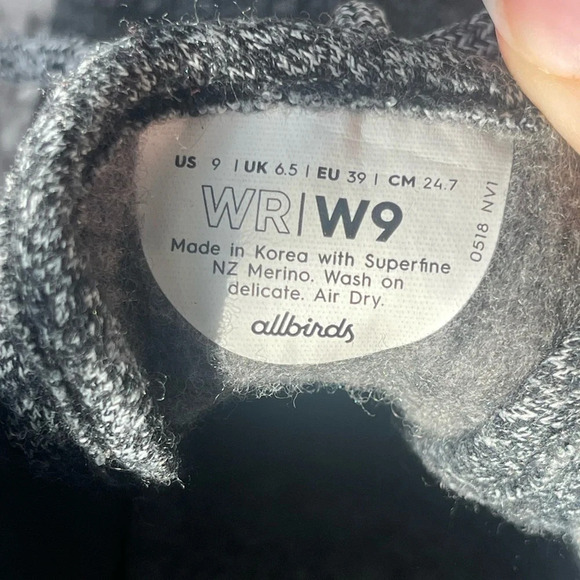 US 9 | UK 6.5 | EU 39 | CM 24.7
WR|W9
Made in Korea with Superfine
NZ Merino. Wash on
delicate. Air Dry.
allbirds
0518 NV1